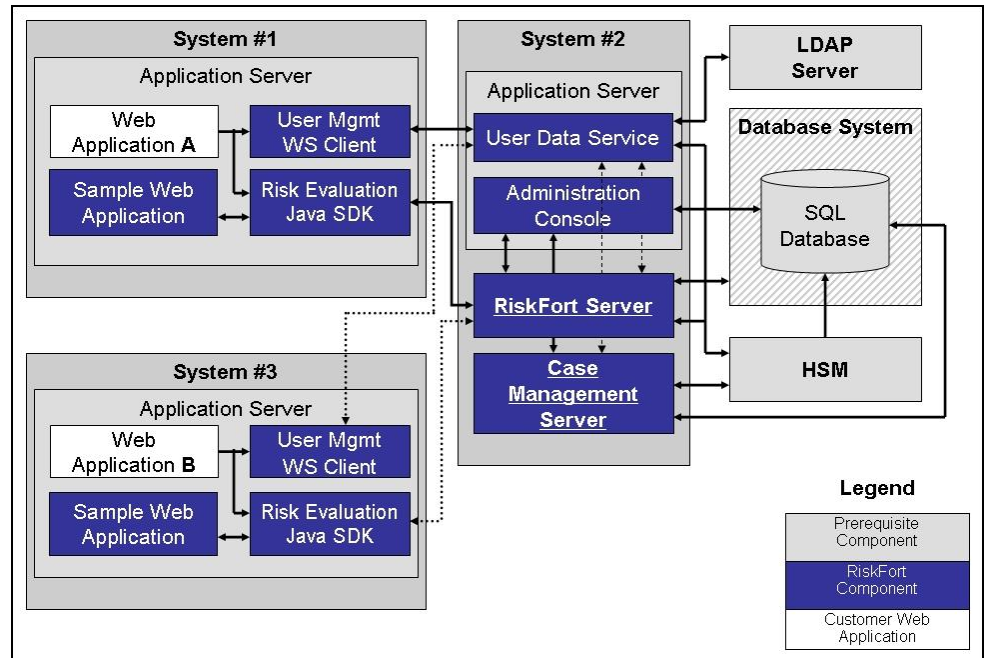 System #1
Application Server
Web
Application A
User Mgmt
WS Client
Sample Web
Application
Risk Evaluation
Java SDK
System #2
Application Server
User Data Service
Administration
Console
RiskFort Server
Case
Management
Server
LDAP
Server
Database System
SQL
Database
HSM
System #3
Application Server
Web
Application B
User Mgmt
WS Client
Sample Web
Application
Risk Evaluation
Java SDK
Legend
Prerequisite
Component
RiskFort
Component
Customer Web
Application